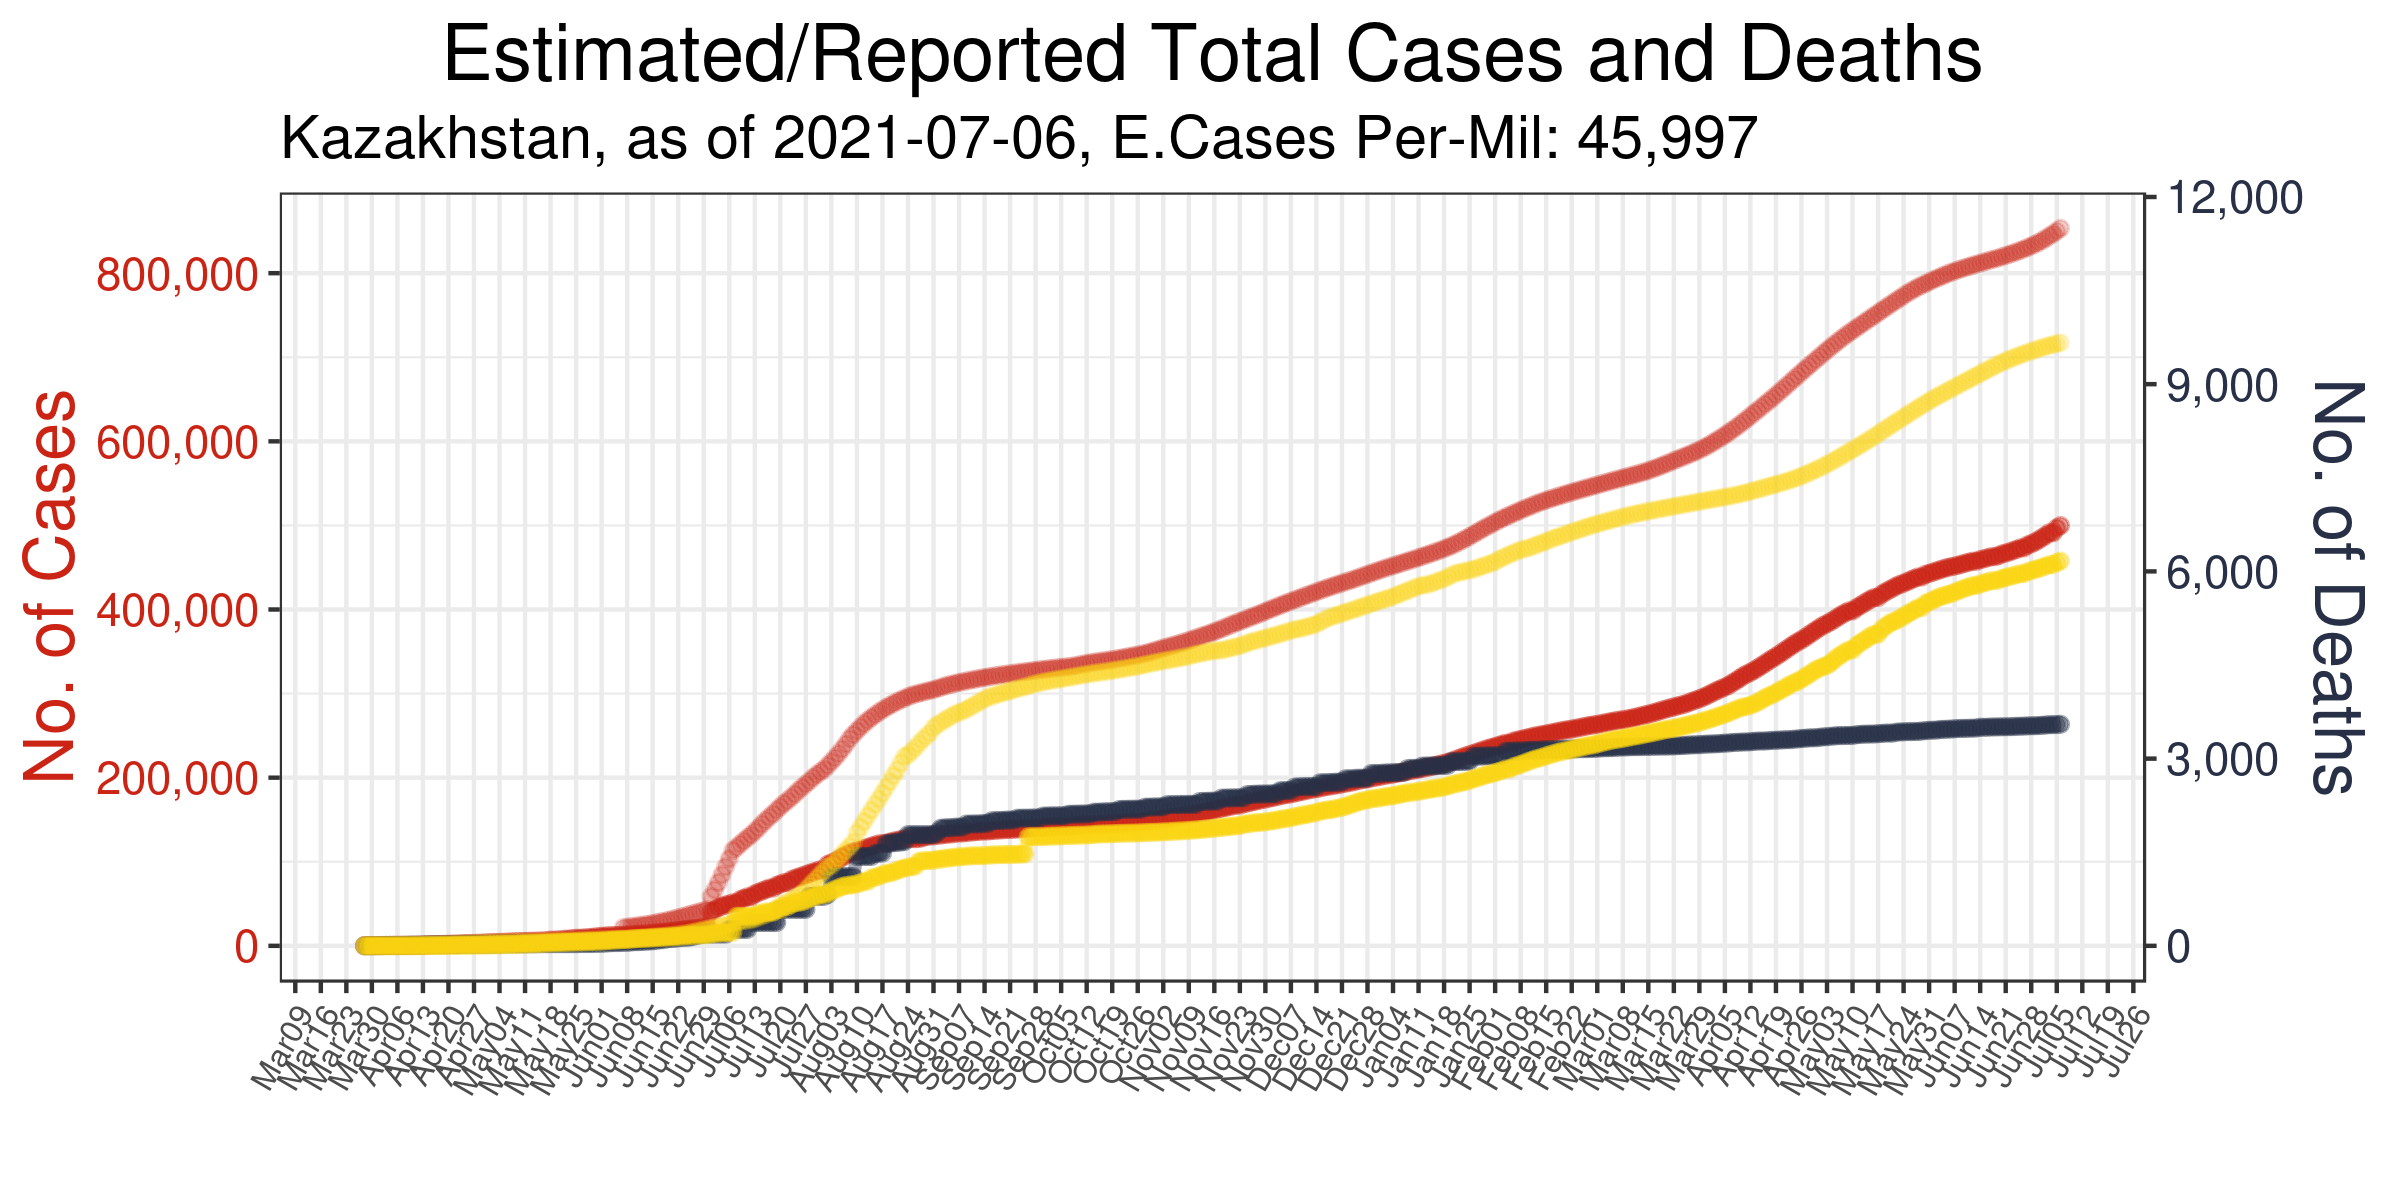 Estimated/Reported Total Cases and Deaths
Kazakhstan, as of 2021-07-06, E.Cases Per-Mil: 45,997
No. of Cases
800,000
600,000
400,000
200,000
0
12,000
9,000
6,000
3,000
0
No. of Deaths
Mar09
Mar16
Mar23
Mar30
Apr06
Apr13
Apr20
Apr27
May04
May11
May18
May25
Jun01
Jun08
Jun15
Jun22
Jun29
Jul06
Jul13
Jul20
Jul27
Aug03
Aug10
Aug17
Aug24
Aug31
Sep07
Sep14
Sep21
Sep28
Oct05
Oct12
Oct19
Oct26
Nov02
Nov09
Nov16
Nov23
Nov30
Dec07
Dec14
Dec21
Dec28
Jan04
Jan11
Jan18
Jan25
Feb01
Feb08
Feb15
Feb22
Mar01
Mar08
Mar15
Mar22
Mar29
Apr05
Apr12
Apr19
Apr26
May03
May10
May17
May24
May31
Jun07
Jun14
Jun21
Jun28
Jul05
Jul12
Jul19
Jul26